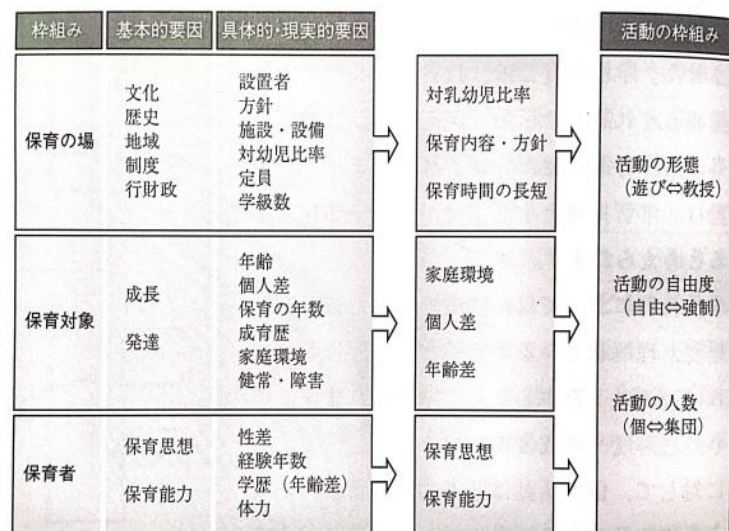 枠組み
基本的要因
具体的・現実的要因
活動の枠組み
保育の場
文化
歴史
地域
制度
行財政
設置者
方針
施設・設備
対幼児比率
定員
学級数
対乳幼児比率
保育内容・方針
保育時間の長短
保育対象
成長
発達
年齢
個人差
保育の年数
成育歴
家庭環境
健常・障害
家庭環境
個人差
年齢差
保育者
保育思想
保育能力
性差
経験年数
学歴（年齢差）
体力
保育思想
保育能力
活動の形態
（遊び⇔教授）
活動の自由度
（自由⇔強制）
活動の人数
（個⇔集団）